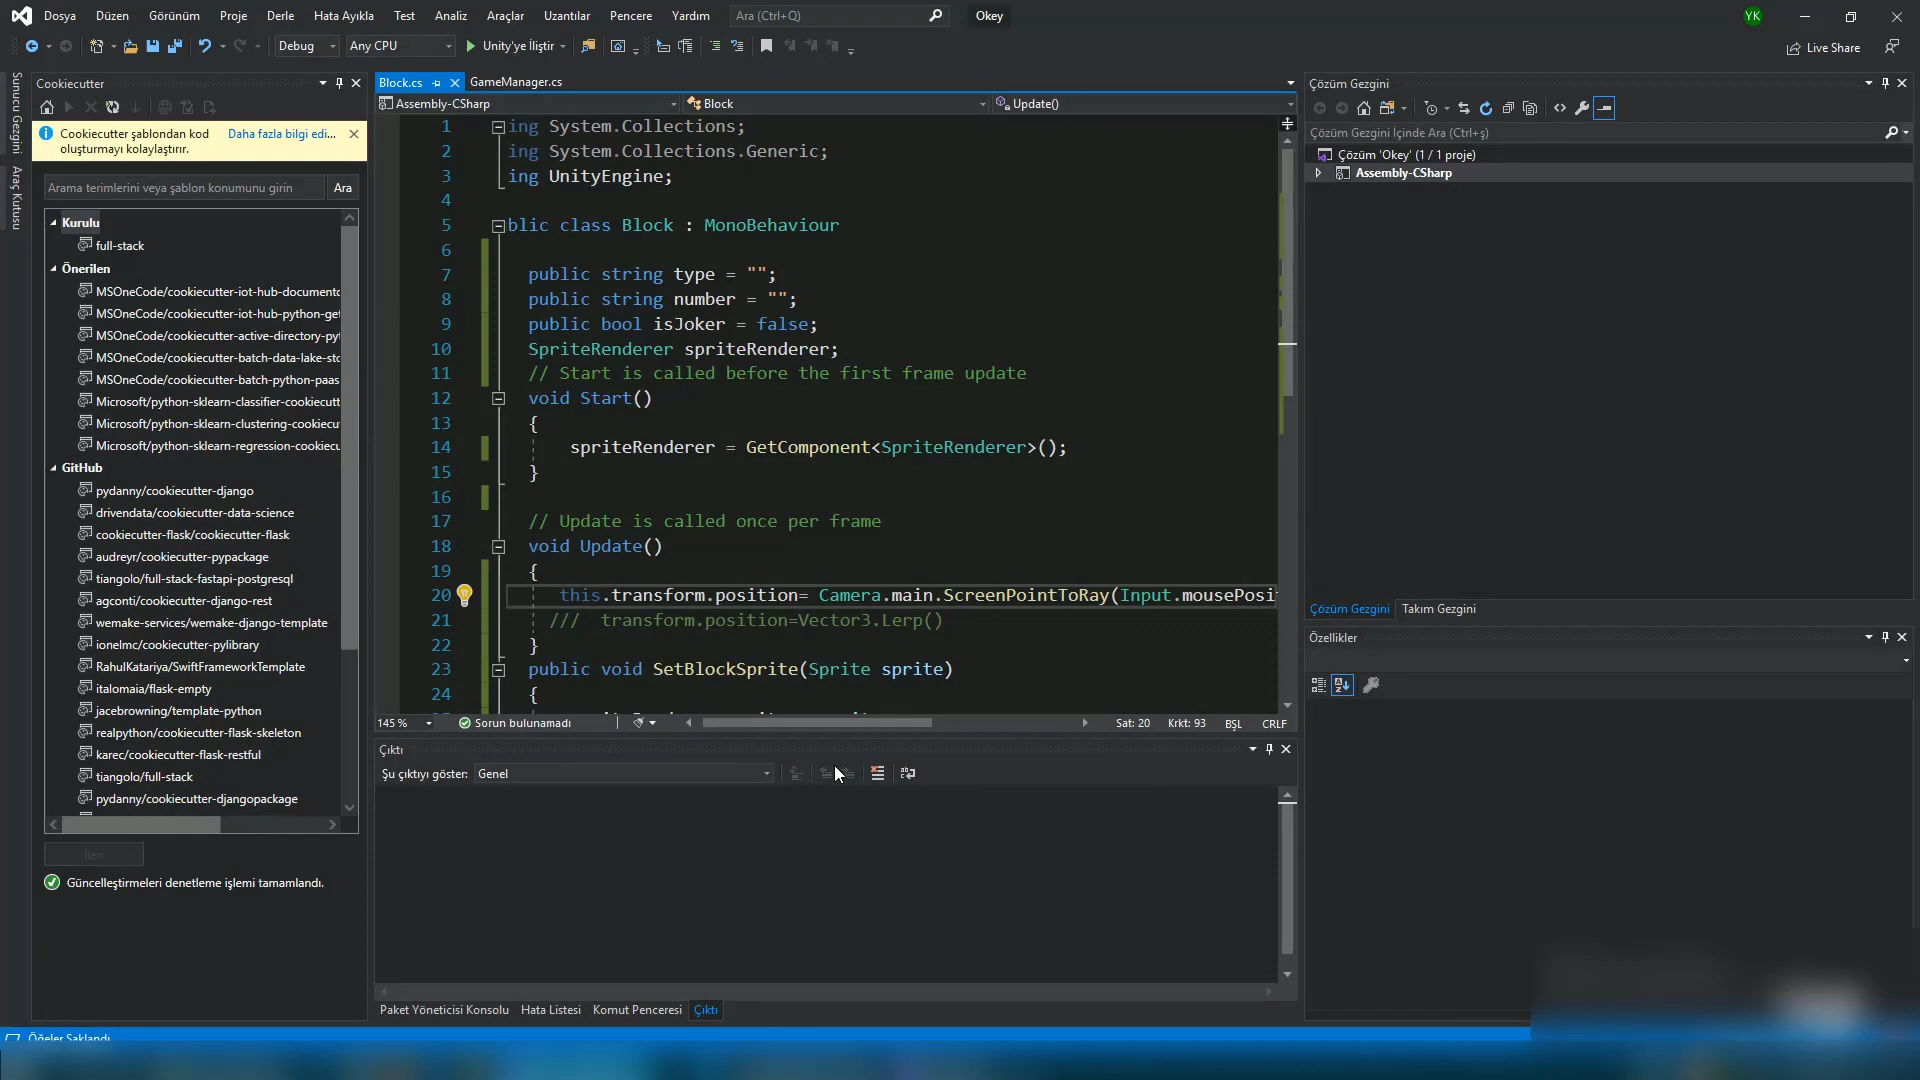 Dosya Düzen Görünüm Proje Derle Hata Ayıkla Test Analiz Araçlar Uzantılar Pencere Yardım Ara (Ctrl+Q) Okey YK
Debug Any CPU Unity'ye İliştir Live Share
Sunucu Gezgini
Araç Kutusu
Cookiecutter
Cookiecutter şablondan kod oluşturmayı kolaylaştırır.
Daha fazla bilgi edi...
Arama terimlerini veya şablon konumunu girin Ara
Kurulu
full-stack
Önerilen
MSOneCode/cookiecutter-iot-hub-documentd
MSOneCode/cookiecutter-iot-hub-python-get
MSOneCode/cookiecutter-active-directory-pyt
MSOneCode/cookiecutter-batch-data-lake-sto
MSOneCode/cookiecutter-batch-python-paas
Microsoft/python-sklearn-classifier-cookiecutt
Microsoft/python-sklearn-clustering-cookiecu
Microsoft/python-sklearn-regression-cookiecu
GitHub
pydanny/cookiecutter-django
drivendata/cookiecutter-data-science
cookiecutter-flask/cookiecutter-flask
audreyr/cookiecutter-pypackage
tiangolo/full-stack-fastapi-postgresql
agconti/cookiecutter-django-rest
wemake-services/wemake-django-template
ionelmc/cookiecutter-pylibrary
RahulKatariya/SwiftFrameworkTemplate
italomaia/flask-empty
jacebrowning/template-python
realpython/cookiecutter-flask-skeleton
karec/cookiecutter-flask-restful
tiangolo/full-stack
pydanny/cookiecutter-djangopackage
İleri
Güncelleştirmeleri denetleme işlemi tamamlandı.
Block.cs GameManager.cs
Assembly-CSharp Block Update()
1 ing System.Collections;
2 ing System.Collections.Generic;
3 ing UnityEngine;
4
5 blic class Block : MonoBehaviour
6
7 public string type = "";
8 public string number = "";
9 public bool isJoker = false;
10 SpriteRenderer spriteRenderer;
11 // Start is called before the first frame update
12 void Start()
13 {
14 spriteRenderer = GetComponent<SpriteRenderer>();
15 }
16
17 // Update is called once per frame
18 void Update()
19 {
20 this.transform.position= Camera.main.ScreenPointToRay(Input.mousePosi
21 /// transform.position=Vector3.Lerp()
22 }
23 public void SetBlockSprite(Sprite sprite)
24 {
145 % Sorun bulunamadı Sat: 20 Krkt: 93 BŞL CRLF
Çıktı
Şu çıktıyı göster: Genel
Paket Yöneticisi Konsolu Hata Listesi Komut Penceresi Çıktı
Çözüm Gezgini
Çözüm Gezgini İçinde Ara (Ctrl+ş)
Çözüm 'Okey' (1 / 1 proje)
Assembly-CSharp
Çözüm Gezgini Takım Gezgini
Özellikler
Öğeler Saklandı